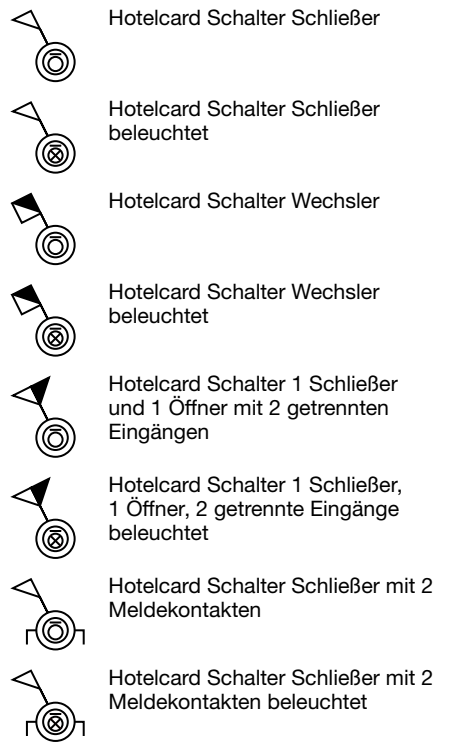 Hotelcard Schalter Schließer
Hotelcard Schalter Schließer
beleuchtet
Hotelcard Schalter Wechsler
Hotelcard Schalter Wechsler
beleuchtet
Hotelcard Schalter 1 Schließer
und 1 Öffner mit 2 getrennten
Eingängen
Hotelcard Schalter 1 Schließer,
1 Öffner, 2 getrennte Eingänge
beleuchtet
Hotelcard Schalter Schließer mit 2
Meldekontakten
Hotelcard Schalter Schließer mit 2
Meldekontakten beleuchtet